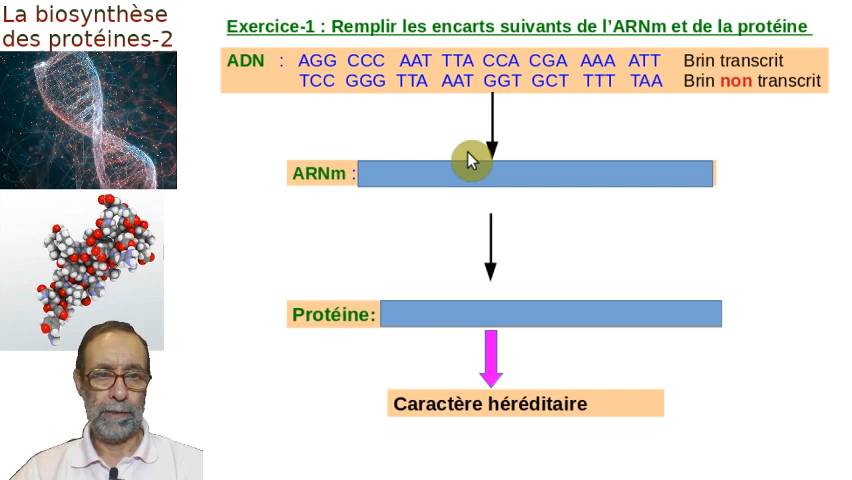 La biosynthèse
des protéines-2
Exercice-1 : Remplir les encarts suivants de l'ARNm et de la protéine
ADN : AGG CCC AAT TTA CCA CGA AAA ATT Brin transcrit
TCC GGG TTA AAT GGT GCT TTT TAA Brin non transcrit
ARNm :
Protéine:
Caractère héréditaire